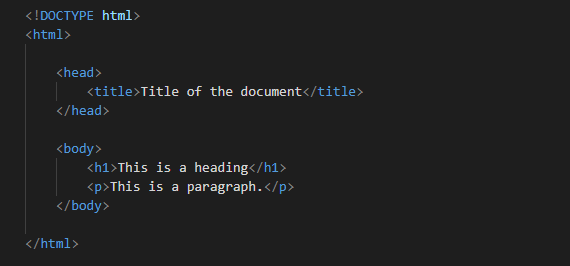 <!DOCTYPE html>
<html>
<head>
<title>Title of the document</title>
</head>
<body>
<h1>This is a heading</h1>
<p>This is a paragraph.</p>
</body>
</html>